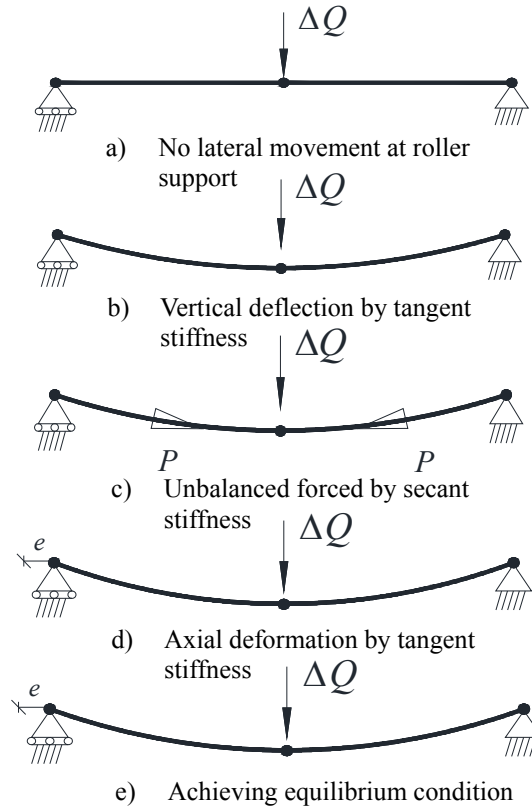 ΔQ
a) No lateral movement at roller
support
ΔQ
b) Vertical deflection by tangent
stiffness
ΔQ
P P
c) Unbalanced forced by secant
stiffness
e ΔQ
d) Axial deformation by tangent
stiffness
e ΔQ
e) Achieving equilibrium condition